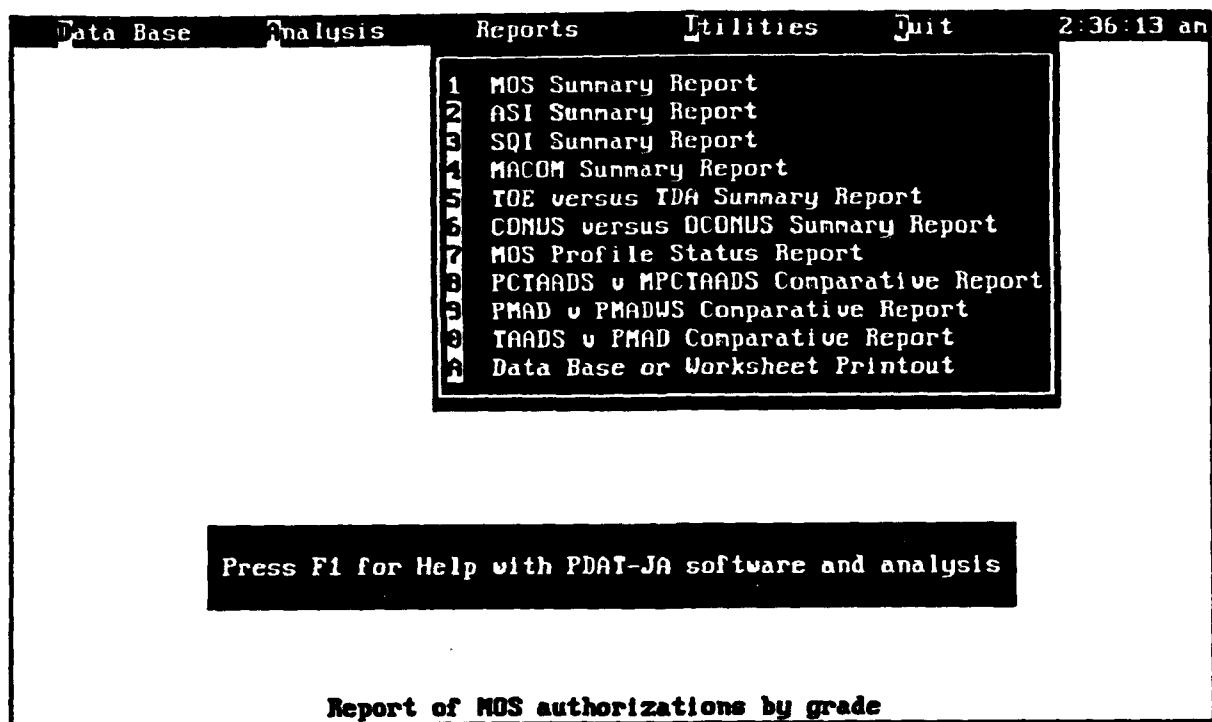 Data Base Analysis Reports Utilities Quit 2:36:13 am
1 MOS Summary Report
2 ASI Summary Report
3 SQI Summary Report
4 MACOM Summary Report
5 TOE versus TDA Summary Report
6 CONUS versus OCONUS Summary Report
7 MOS Profile Status Report
8 PCTAADS v MPCTAADS Comparative Report
9 PMAD v PMADWS Comparative Report
0 TAADS v PMAD Comparative Report
A Data Base or Worksheet Printout
Press F1 for Help with PDAT-JA software and analysis
Report of MOS authorizations by grade